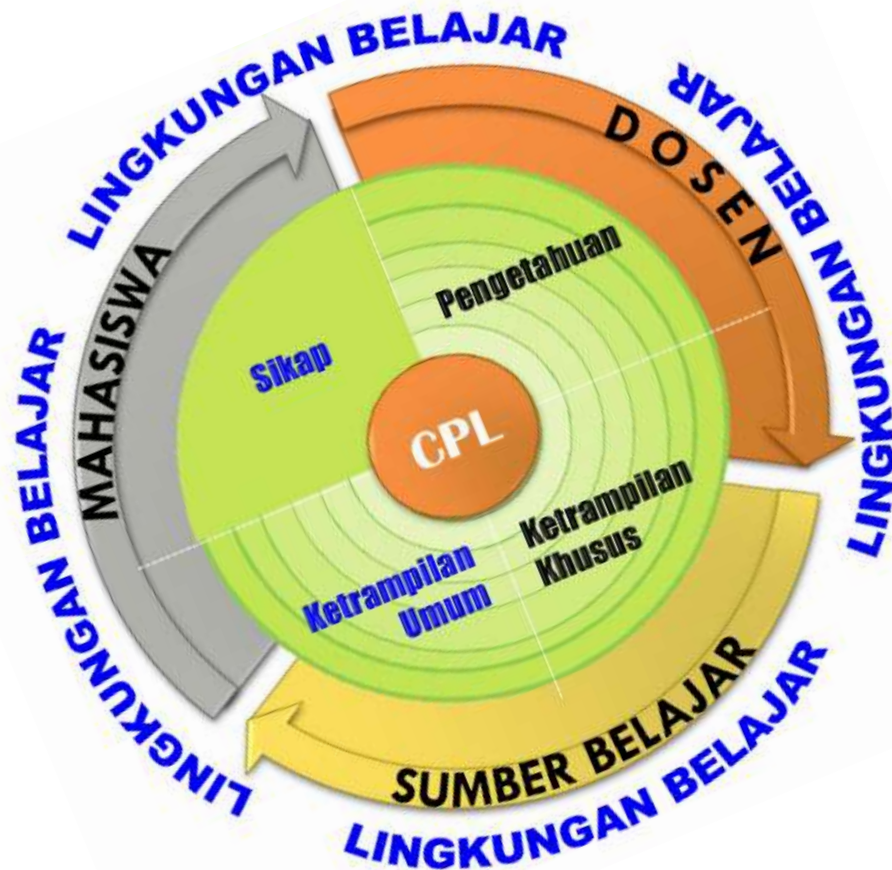 LINGKUNGAN BELAJAR
LINGKUNGAN BELAJAR
LINGKUNGAN BELAJAR
LINGKUNGAN BELAJAR
MAHASISWA
DOSEN
SUMBER BELAJAR
Sikap
Pengetahuan
CPL
Ketrampilan
Khusus
Ketrampilan
Umum